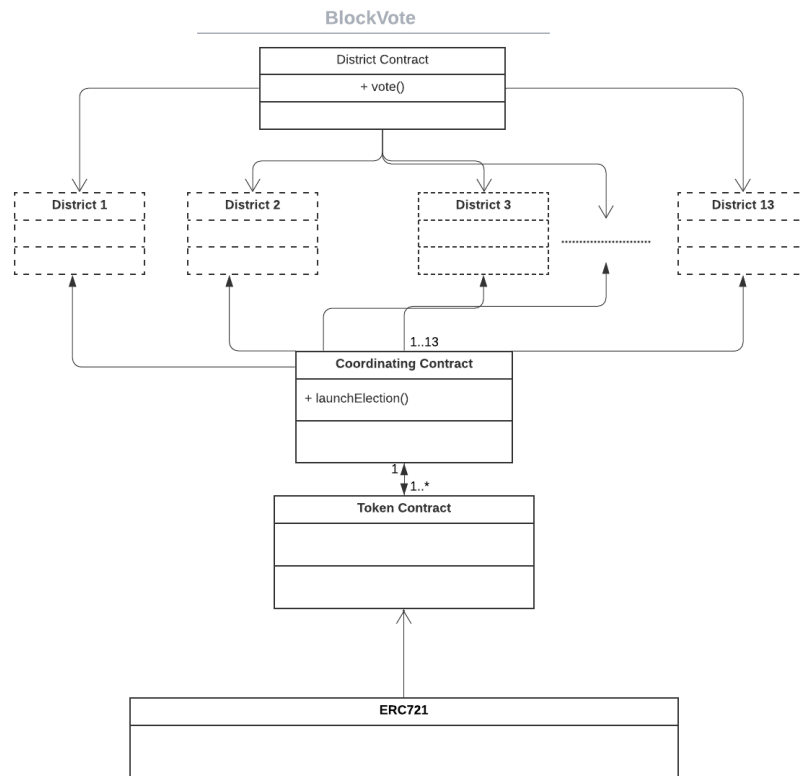 BlockVote
District Contract
+ vote()
District 1
District 2
District 3
District 13
1..13
Coordinating Contract
+ launchElection()
1
1..*
Token Contract
ERC721